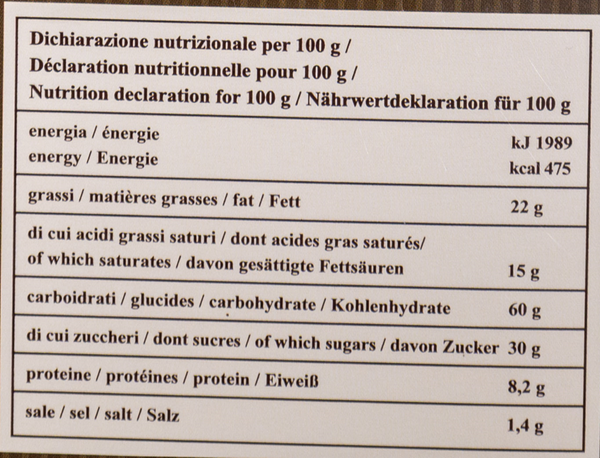 Dichiarazione nutrizionale per 100 g /
Déclaration nutritionnelle pour 100 g /
Nutrition declaration for 100 g / Nährwertdeklaration für 100 g
energia / énergie kJ 1989
energy / Energie kcal 475
grassi / matières grasses / fat / Fett 22 g
di cui acidi grassi saturi / dont acides gras saturés/
of which saturates / davon gesättigte Fettsäuren 15 g
carboidrati / glucides / carbohydrate / Kohlenhydrate 60 g
di cui zuccheri / dont sucres / of which sugars / davon Zucker 30 g
proteine / protéines / protein / Eiweiß 8,2 g
sale / sel / salt / Salz 1,4 g